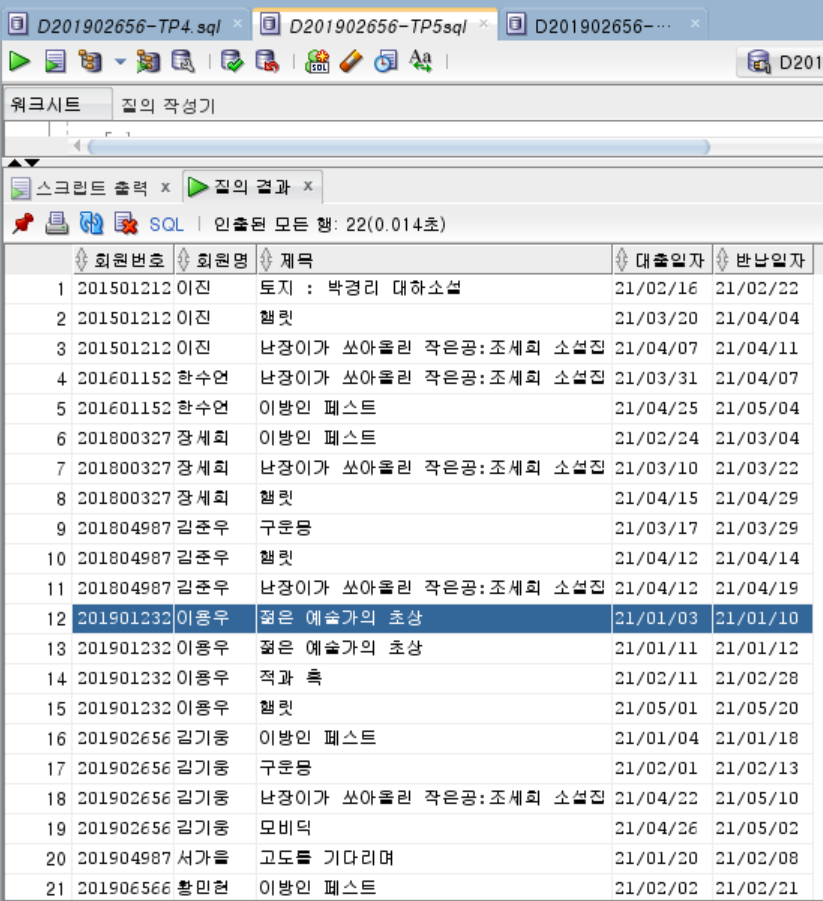 D201902656-TP4.sql × D201902656-TP5sql × D201902656-··· ×
SQL Aa D201
워크시트 질의 작성기
스크립트 출력 × 질의 결과 ×
SQL | 인출된 모든 행: 22(0.014초)
회원번호 회원명 제목 대출일자 반납일자
1 201501212 이진 토지 : 박경리 대하소설 21/02/16 21/02/22
2 201501212 이진 햄릿 21/03/20 21/04/04
3 201501212 이진 난장이가 쏘아올린 작은공:조세희 소설집 21/04/07 21/04/11
4 201601152 한수연 난장이가 쏘아올린 작은공:조세희 소설집 21/03/31 21/04/07
5 201601152 한수연 이방인 페스트 21/04/25 21/05/04
6 201800327 장세희 이방인 페스트 21/02/24 21/03/04
7 201800327 장세희 난장이가 쏘아올린 작은공:조세희 소설집 21/03/10 21/03/22
8 201800327 장세희 햄릿 21/04/15 21/04/29
9 201804987 김준우 구운몽 21/03/17 21/03/29
10 201804987 김준우 햄릿 21/04/12 21/04/14
11 201804987 김준우 난장이가 쏘아올린 작은공:조세희 소설집 21/04/12 21/04/19
12 201901232 이용우 젊은 예술가의 초상 21/01/03 21/01/10
13 201901232 이용우 젊은 예술가의 초상 21/01/11 21/01/12
14 201901232 이용우 적과 흑 21/02/11 21/02/28
15 201901232 이용우 햄릿 21/05/01 21/05/20
16 201902656 김기웅 이방인 페스트 21/01/04 21/01/18
17 201902656 김기웅 구운몽 21/02/01 21/02/13
18 201902656 김기웅 난장이가 쏘아올린 작은공:조세희 소설집 21/04/22 21/05/10
19 201902656 김기웅 모비딕 21/04/26 21/05/02
20 201904987 서가을 고도를 기다리며 21/01/20 21/02/08
21 201906566 황민현 이방인 페스트 21/02/02 21/02/21